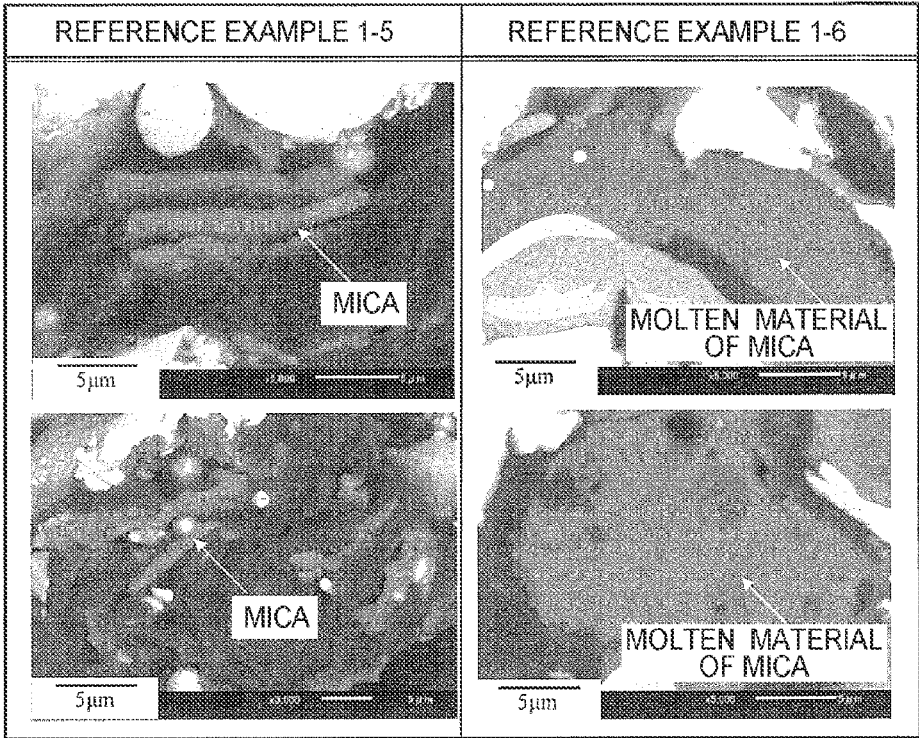 REFERENCE EXAMPLE 1-5
REFERENCE EXAMPLE 1-6
MICA
5μm
MOLTEN MATERIAL
OF MICA
5μm
MICA
5μm
MOLTEN MATERIAL
OF MICA
5μm